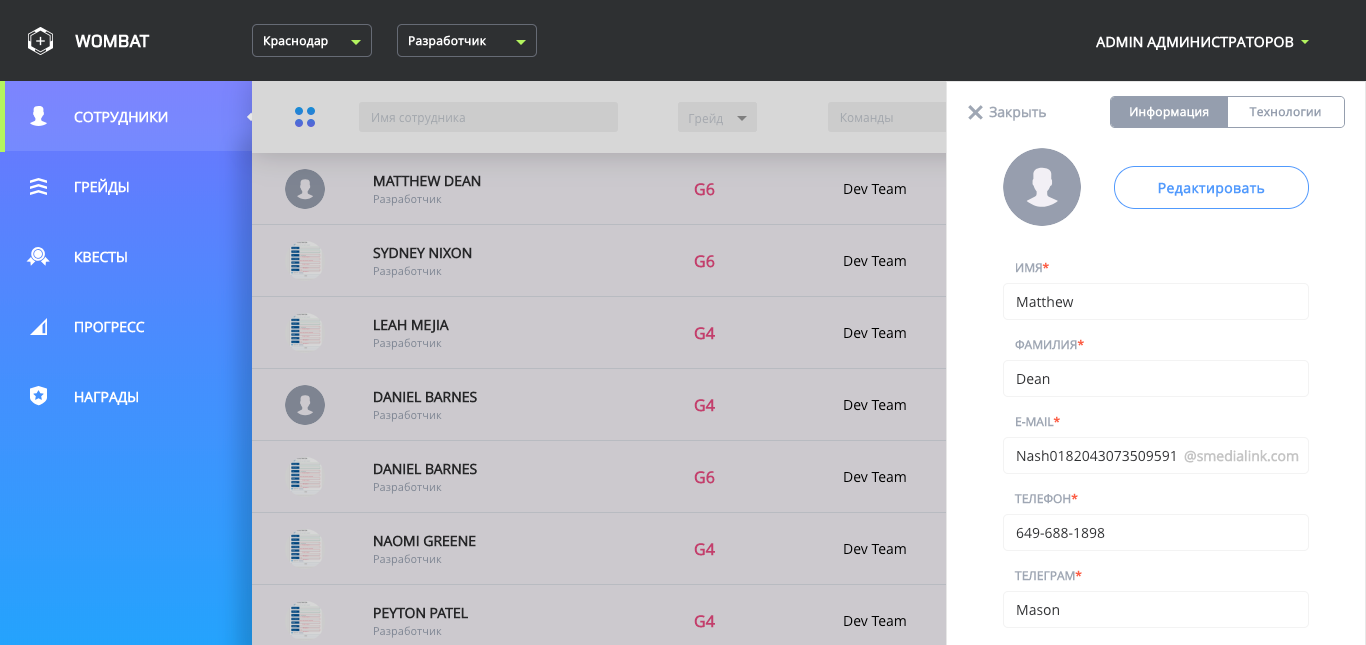 WOMBAT
Краснодар
Разработчик
ADMIN АДМИНИСТРАТОРОВ
СОТРУДНИКИ
ГРЕЙДЫ
КВЕСТЫ
ПРОГРЕСС
НАГРАДЫ
Имя сотрудника
Грейд
Команды
MATTHEW DEAN
Разработчик
G6
Dev Team
SYDNEY NIXON
Разработчик
G6
Dev Team
LEAH MEJIA
Разработчик
G4
Dev Team
DANIEL BARNES
Разработчик
G4
Dev Team
DANIEL BARNES
Разработчик
G6
Dev Team
NAOMI GREENE
Разработчик
G4
Dev Team
PEYTON PATEL
Разработчик
G4
Dev Team
Закрыть
Информация
Технологии
Редактировать
ИМЯ*
Matthew
ФАМИЛИЯ*
Dean
E-MAIL*
Nash0182043073509591 @smedialink.com
ТЕЛЕФОН*
649-688-1898
ТЕЛЕГРАМ*
Mason